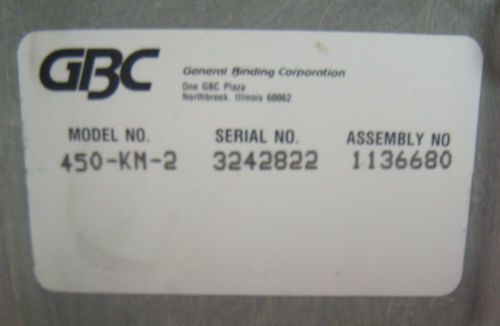 GBC
General Binding Corporation
One GBC Plaza
Northbrook, Illinois 60062
MODEL NO. SERIAL NO. ASSEMBLY NO
450-KM-2 3242822 1136680